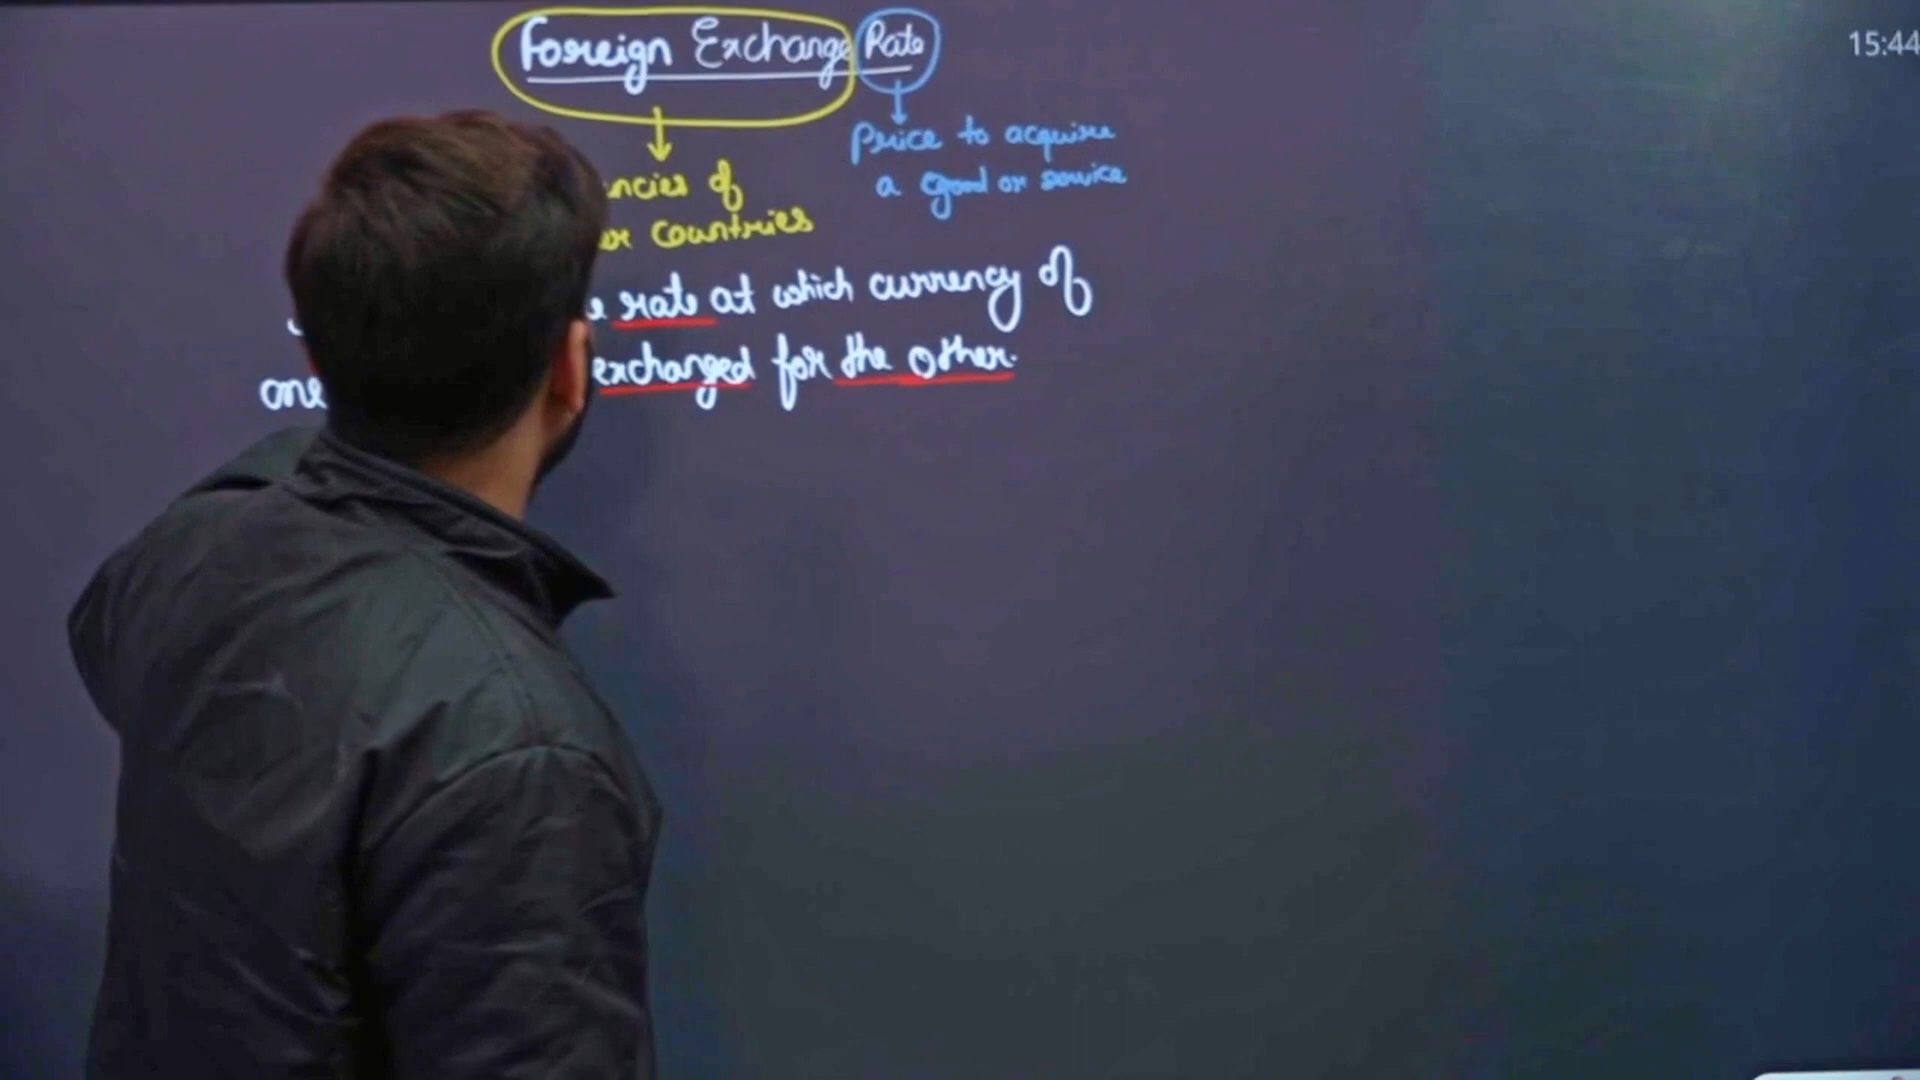 Foreign Exchange Rate
15:44
Price to acquire
a good or service
of
countries
rate at which currency of
one exchanged for the other.